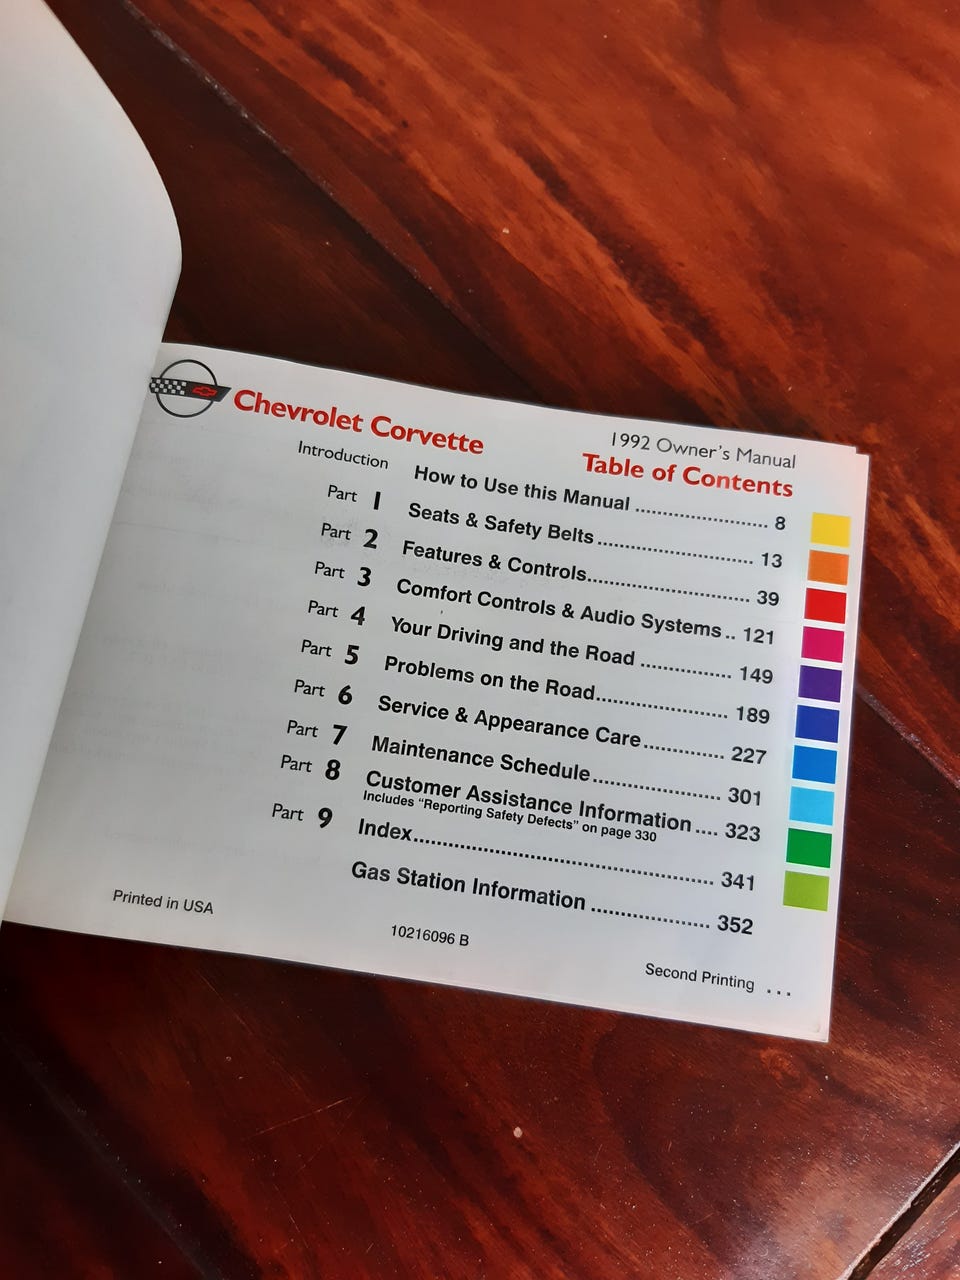 Chevrolet Corvette
1992 Owner's Manual
Table of Contents
Introduction How to Use this Manual ....................... 8
Part 1 Seats & Safety Belts........................... 13
Part 2 Features & Controls............................ 39
Part 3 Comfort Controls & Audio Systems.. 121
Part 4 Your Driving and the Road ................ 149
Part 5 Problems on the Road....................... 189
Part 6 Service & Appearance Care.............. 227
Part 7 Maintenance Schedule...................... 301
Part 8 Customer Assistance Information .... 323
Includes “Reporting Safety Defects” on page 330
Part 9 Index.................................................... 341
Gas Station Information .................... 352
Printed in USA
10216096 B
Second Printing . . .